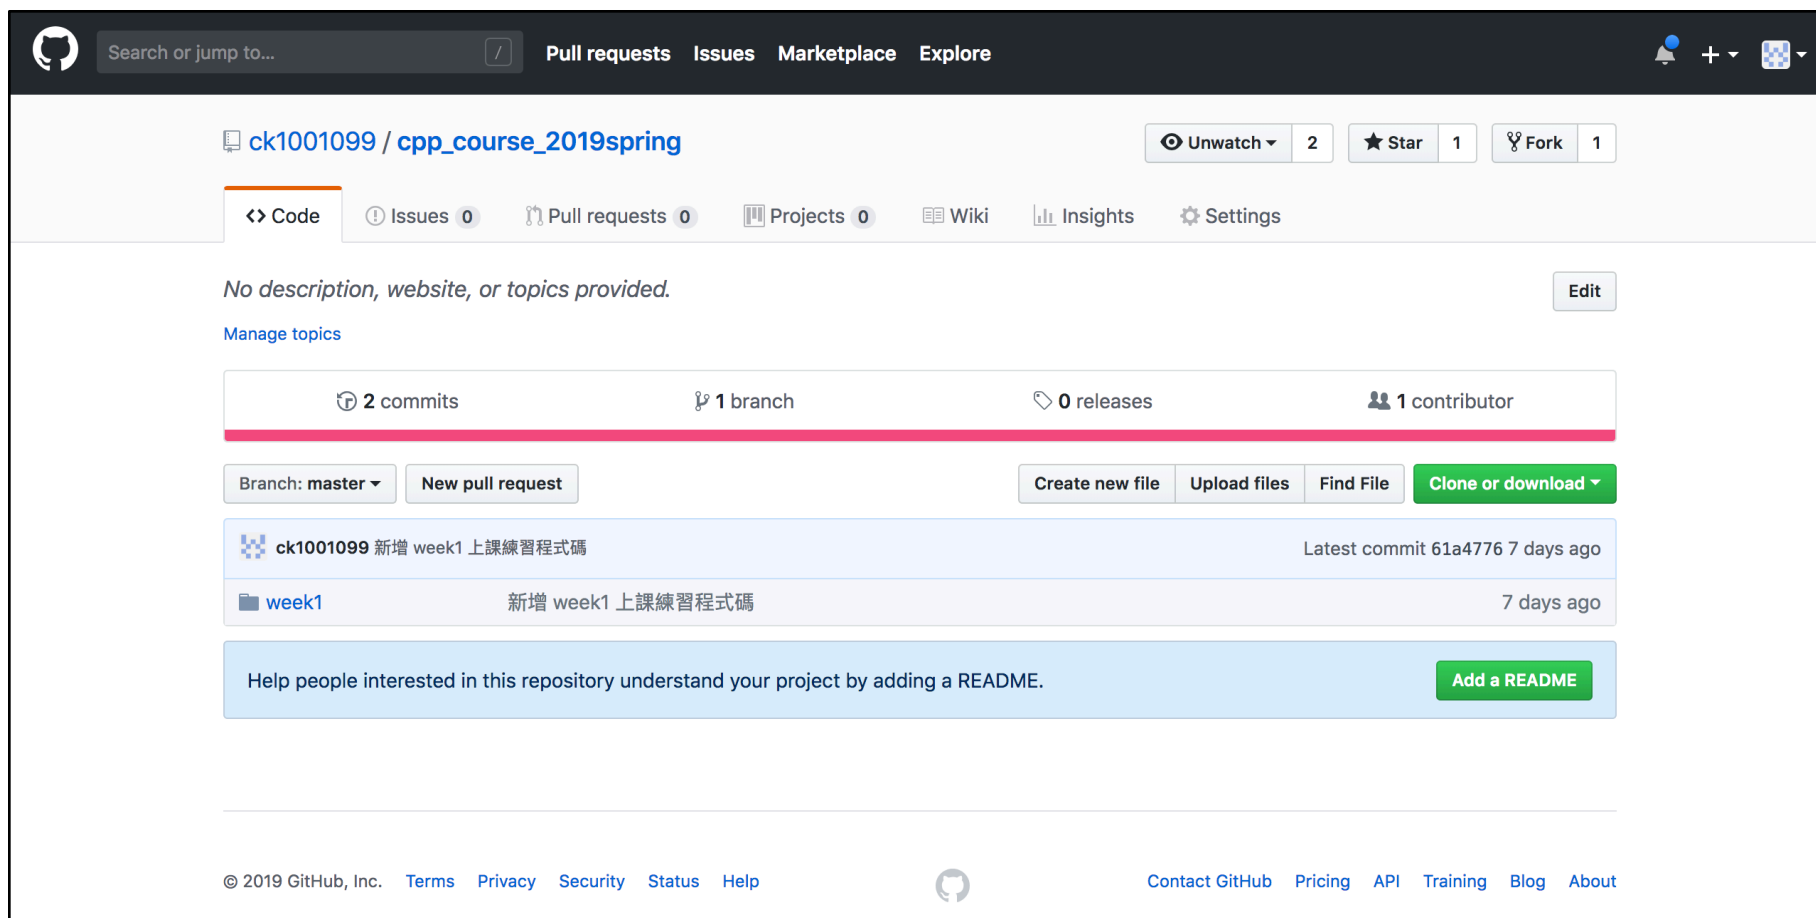 Search or jump to... / Pull requests Issues Marketplace Explore
ck1001099 / cpp_course_2019spring Unwatch 2 Star 1 Fork 1
Code Issues 0 Pull requests 0 Projects 0 Wiki Insights Settings
No description, website, or topics provided. Edit
Manage topics
2 commits 1 branch 0 releases 1 contributor
Branch: master New pull request Create new file Upload files Find File Clone or download
ck1001099 新增 week1 上課練習程式碼 Latest commit 61a4776 7 days ago
week1 新增 week1 上課練習程式碼 7 days ago
Help people interested in this repository understand your project by adding a README. Add a README
© 2019 GitHub, Inc. Terms Privacy Security Status Help Contact GitHub Pricing API Training Blog About